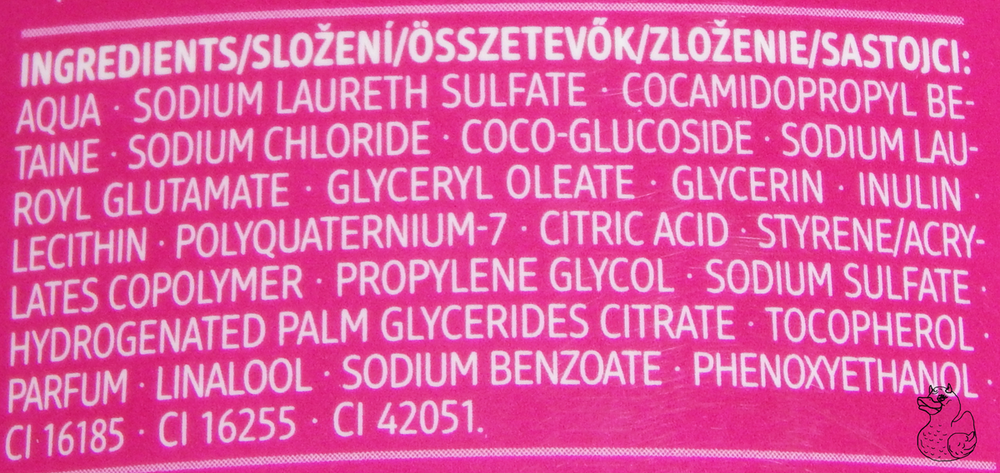 INGREDIENTS/SLOŽENÍ/ÖSSZETEVŐK/ZLOŽENIE/SASTOJCI:
AQUA · SODIUM LAURETH SULFATE · COCAMIDOPROPYL BE-
TAINE · SODIUM CHLORIDE · COCO-GLUCOSIDE · SODIUM LAU-
ROYL GLUTAMATE · GLYCERYL OLEATE · GLYCERIN · INULIN ·
LECITHIN · POLYQUATERNIUM-7 · CITRIC ACID · STYRENE/ACRY-
LATES COPOLYMER · PROPYLENE GLYCOL · SODIUM SULFATE ·
HYDROGENATED PALM GLYCERIDES CITRATE · TOCOPHEROL ·
PARFUM · LINALOOL · SODIUM BENZOATE · PHENOXYETHANOL ·
CI 16185 · CI 16255 · CI 42051.